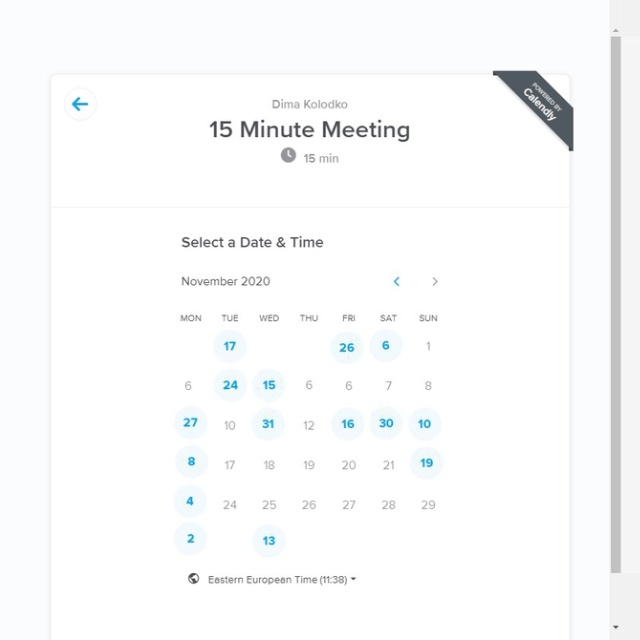 POWERED BY
Calendly
Dima Kolodko
15 Minute Meeting
15 min
Select a Date & Time
November 2020
MON TUE WED THU FRI SAT SUN
17 26 6 1
6 24 15 6 6 7 8
27 10 31 12 16 30 10
8 17 18 19 20 21 19
4 24 25 26 27 28 29
2 13
Eastern European Time (11:38)